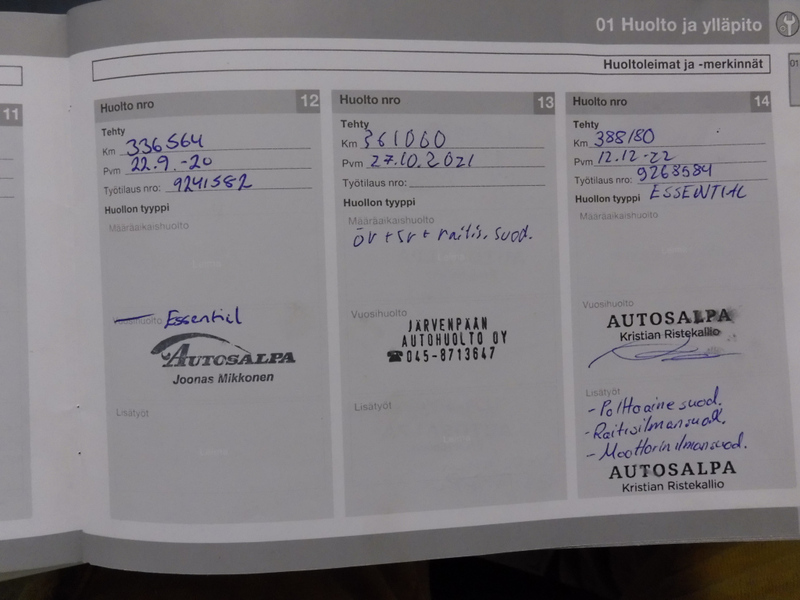 01 Huolto ja ylläpito
Huoltoleimat ja -merkinnät
01
11
Huolto nro 12
Tehty
Km 336564
Pvm 22.9.-20
Työtilaus nro: 9241582
Huollon tyyppi
Määräaikaishuolto
Vuosihuolto Essentiel
AUTOSALPA
Joonas Mikkonen
Lisätyöt
Huolto nro 13
Tehty
Km 361000
Pvm 27.10.2021
Työtilaus nro:
Huollon tyyppi
Määräaikaishuolto
öv + sv + raitis. suod.
Vuosihuolto
JÄRVENPÄÄN
AUTOHUOLTO OY
☎045-8713647
Lisätyöt
Huolto nro 14
Tehty
Km 388180
Pvm 12.12-22
Työtilaus nro: 9268584
Huollon tyyppi ESSENTIAL
Määräaikaishuolto
Vuosihuolto
AUTOSALPA
Kristian Ristekallio
Lisätyöt
- Polttoaine suod.
- Raitisilmansuod.
- Moottorin ilmansuod.
AUTOSALPA
Kristian Ristekallio